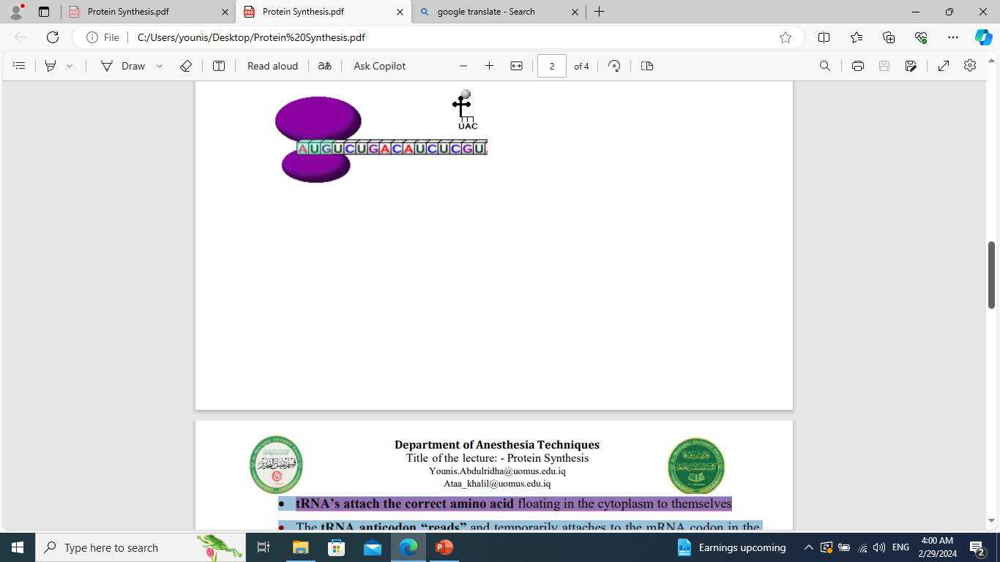 Protein Synthesis.pdf
Protein Synthesis.pdf
google translate - Search
File
C:/Users/younis/Desktop/Protein%20Synthesis.pdf
Draw
Read aloud
aあ
Ask Copilot
2
of 4
UAC
AUGUCUGACAUCUCGU
Department of Anesthesia Techniques
Title of the lecture: - Protein Synthesis
Younis.Abdulridha@uomus.edu.iq
Ataa_khalil@uomus.edu.iq
• tRNA’s attach the correct amino acid floating in the cytoplasm to themselves
• The tRNA anticodon “reads” and temporarily attaches to the mRNA codon in the
Type here to search
Earnings upcoming
ENG
4:00 AM
2/29/2024
2